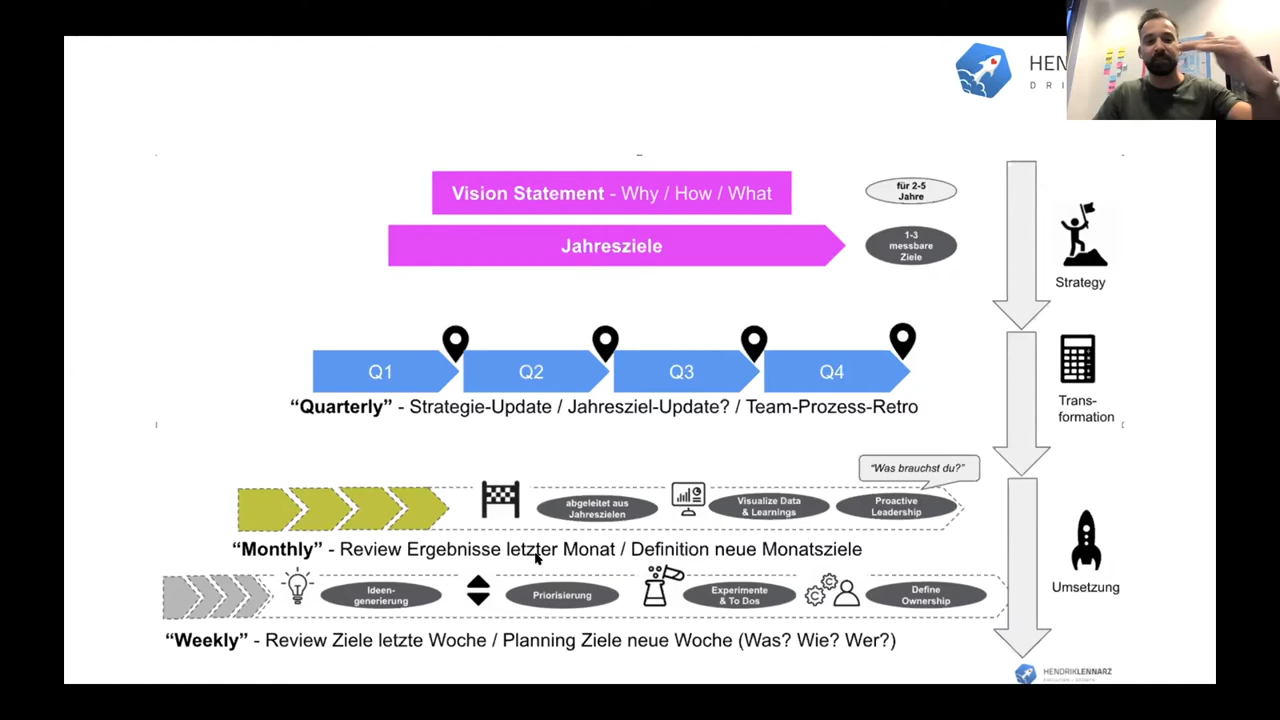 HEN
DRI
Vision Statement - Why / How / What
für 2-5
Jahre
Jahresziele
1-3
messbare
Ziele
Strategy
Q1
Q2
Q3
Q4
“Quarterly” - Strategie-Update / Jahresziel-Update? / Team-Prozess-Retro
Trans-
formation
“Was brauchst du?”
abgeleitet aus
Jahreszielen
Visualize Data
& Learnings
Proactive
Leadership
“Monthly” - Review Ergebnisse letzter Monat / Definition neue Monatsziele
Umsetzung
Ideen-
generierung
Priorisierung
Experimente
& To Dos
C
C
Define
Ownership
“Weekly” - Review Ziele letzte Woche / Planning Ziele neue Woche (Was? Wie? Wer?)
HENDRIKLENNARZ